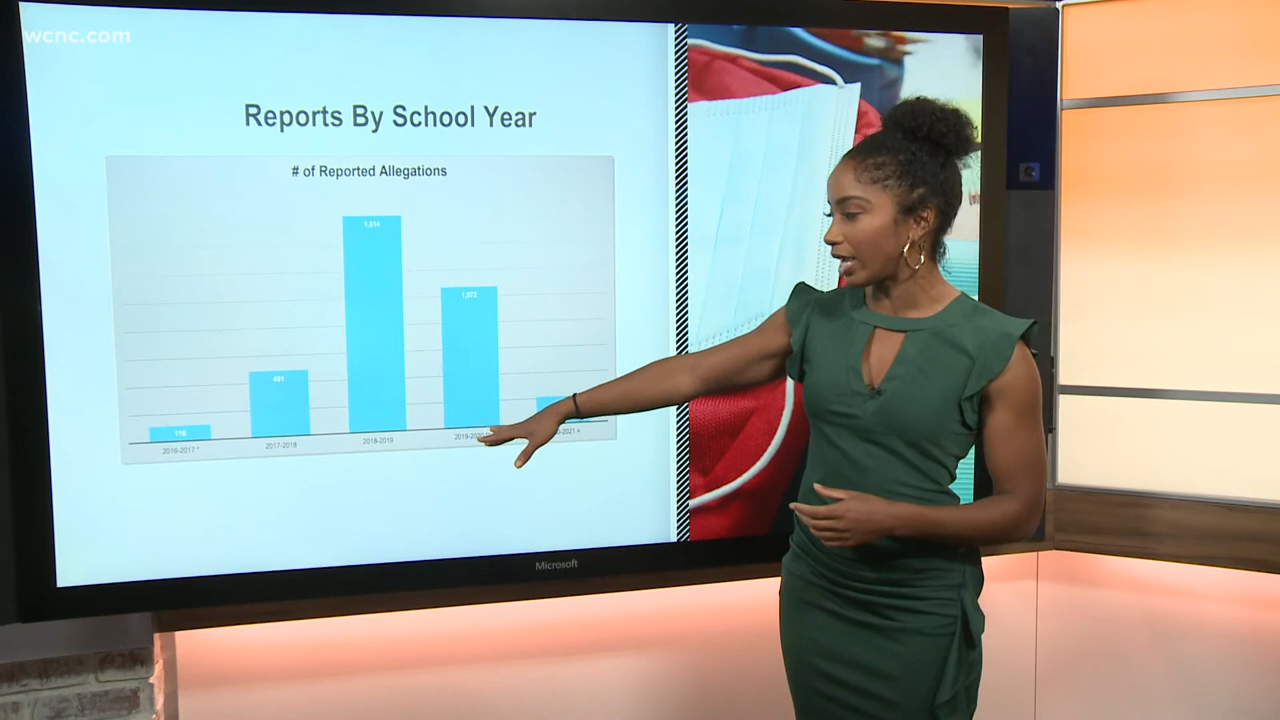 wcnc.com
Reports By School Year
# of Reported Allegations
1,614
1,072
491
116
2016-2017 *
2017-2018
2018-2019
Microsoft